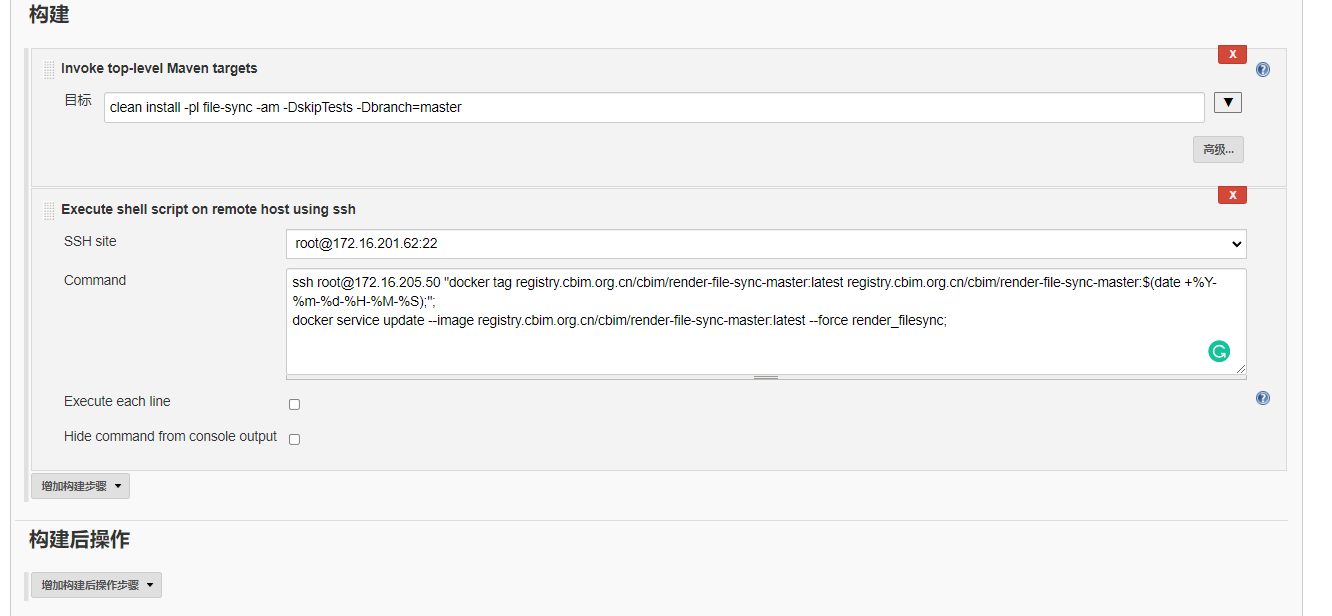 构建
X
Invoke top-level Maven targets
?
目标
clean install -pl file-sync -am -DskipTests -Dbranch=master
▼
高级...
X
Execute shell script on remote host using ssh
SSH site
root@172.16.201.62:22
Command
ssh root@172.16.205.50 "docker tag registry.cbim.org.cn/cbim/render-file-sync-master:latest registry.cbim.org.cn/cbim/render-file-sync-master:$(date +%Y-
%m-%d-%H-%M-%S);";
docker service update --image registry.cbim.org.cn/cbim/render-file-sync-master:latest --force render_filesync;
Execute each line
?
Hide command from console output
增加构建步骤
构建后操作
增加构建后操作步骤